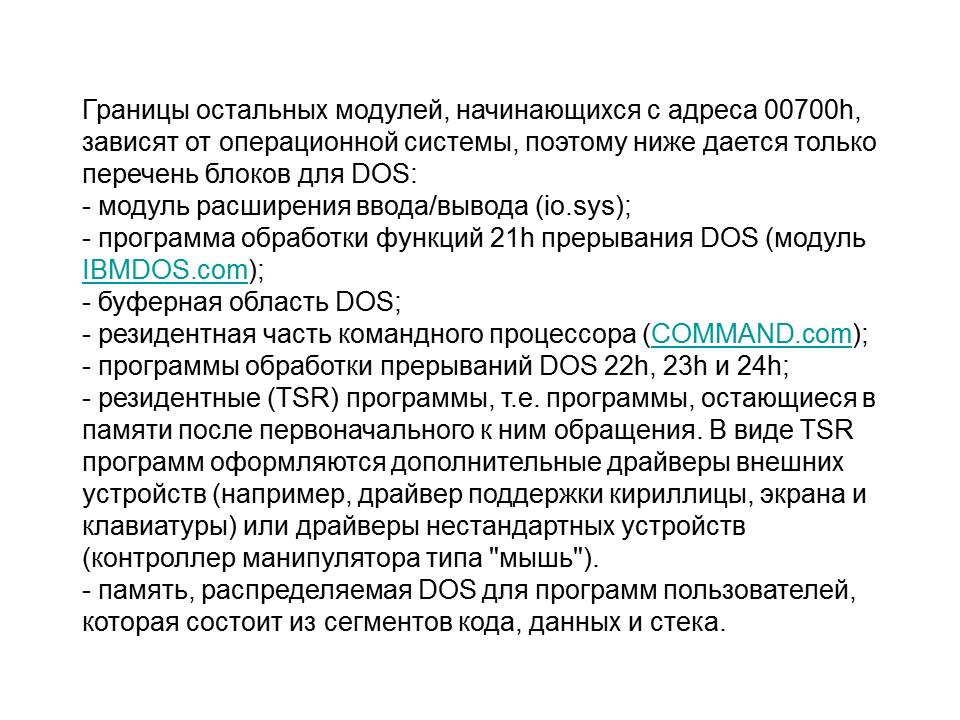 Границы остальных модулей, начинающихся с адреса 00700h,
зависят от операционной системы, поэтому ниже дается только
перечень блоков для DOS:
- модуль расширения ввода/вывода (io.sys);
- программа обработки функций 21h прерывания DOS (модуль
IBMDOS.com);
- буферная область DOS;
- резидентная часть командного процессора (COMMAND.com);
- программы обработки прерываний DOS 22h, 23h и 24h;
- резидентные (TSR) программы, т.е. программы, остающиеся в
памяти после первоначального к ним обращения. В виде TSR
программ оформляются дополнительные драйверы внешних
устройств (например, драйвер поддержки кириллицы, экрана и
клавиатуры) или драйверы нестандартных устройств
(контроллер манипулятора типа "мышь").
- память, распределяемая DOS для программ пользователей,
которая состоит из сегментов кода, данных и стека.